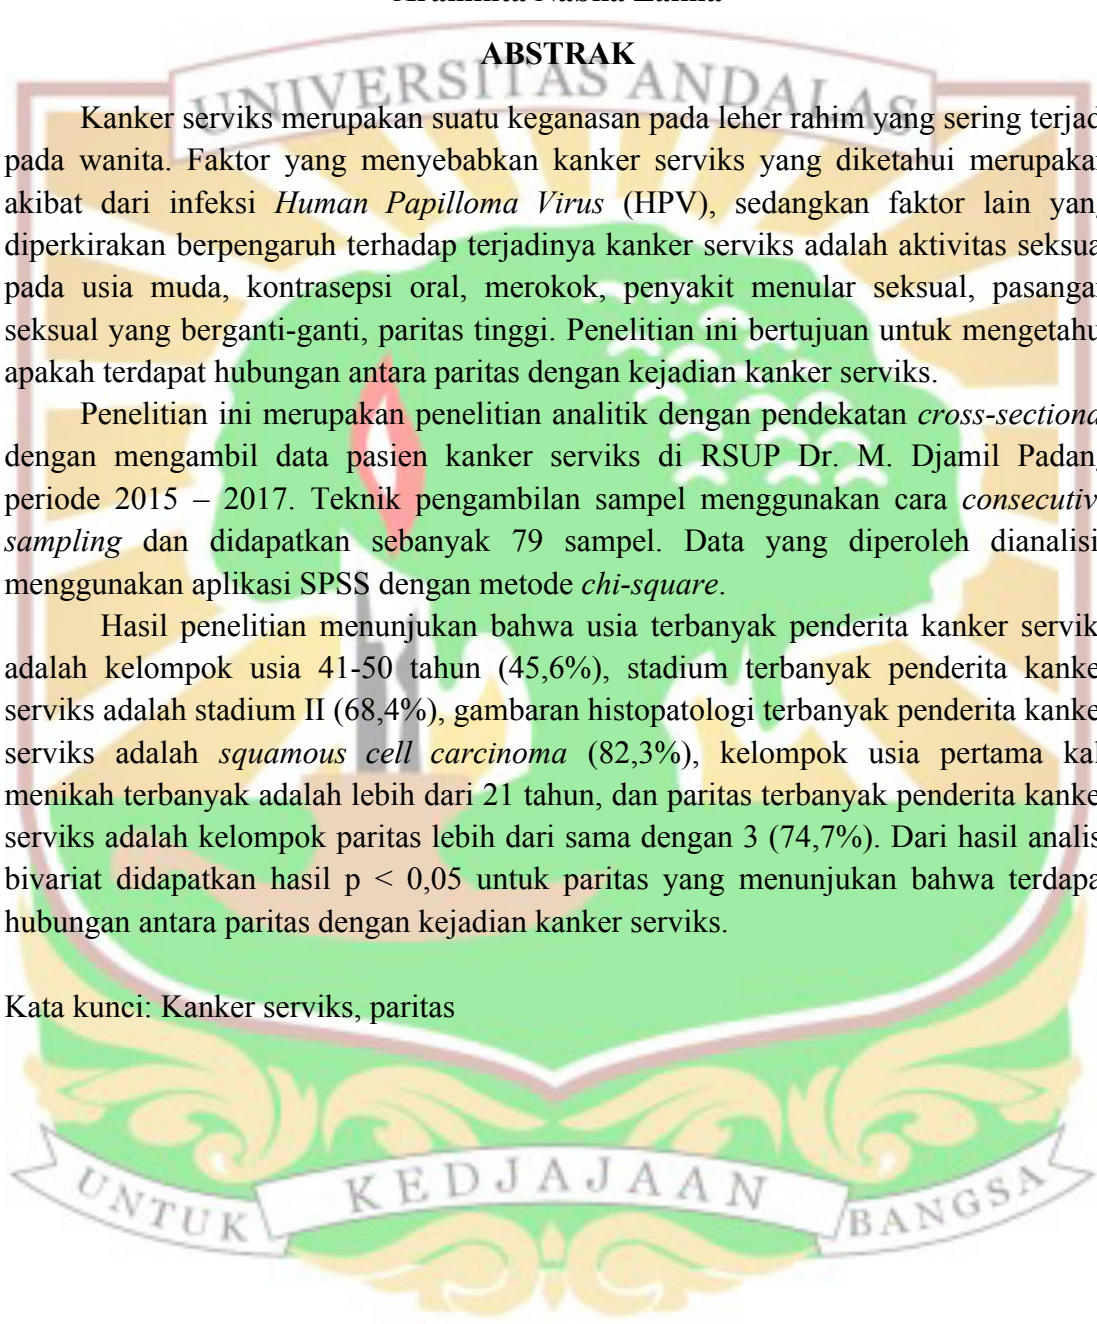 ABSTRAK
UNIVERSITAS ANDALAS
Kanker serviks merupakan suatu keganasan pada leher rahim yang sering terjad
pada wanita. Faktor yang menyebabkan kanker serviks yang diketahui merupaka
akibat dari infeksi Human Papilloma Virus (HPV), sedangkan faktor lain yan
diperkirakan berpengaruh terhadap terjadinya kanker serviks adalah aktivitas seksua
pada usia muda, kontrasepsi oral, merokok, penyakit menular seksual, pasanga
seksual yang berganti-ganti, paritas tinggi. Penelitian ini bertujuan untuk mengetahu
apakah terdapat hubungan antara paritas dengan kejadian kanker serviks.
Penelitian ini merupakan penelitian analitik dengan pendekatan cross-sectiona
dengan mengambil data pasien kanker serviks di RSUP Dr. M. Djamil Padan
periode 2015 – 2017. Teknik pengambilan sampel menggunakan cara consecutiv
sampling dan didapatkan sebanyak 79 sampel. Data yang diperoleh dianalisi
menggunakan aplikasi SPSS dengan metode chi-square.
Hasil penelitian menunjukan bahwa usia terbanyak penderita kanker servik
adalah kelompok usia 41-50 tahun (45,6%), stadium terbanyak penderita kanke
serviks adalah stadium II (68,4%), gambaran histopatologi terbanyak penderita kanke
serviks adalah squamous cell carcinoma (82,3%), kelompok usia pertama kal
menikah terbanyak adalah lebih dari 21 tahun, dan paritas terbanyak penderita kanke
serviks adalah kelompok paritas lebih dari sama dengan 3 (74,7%). Dari hasil analis
bivariat didapatkan hasil p < 0,05 untuk paritas yang menunjukan bahwa terdapa
hubungan antara paritas dengan kejadian kanker serviks.
Kata kunci: Kanker serviks, paritas
UNTUK KEDJAJAAN BANGSA